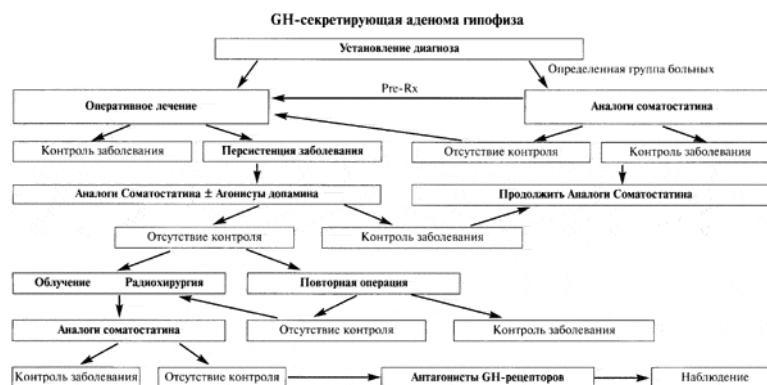 GH-секретирующая аденома гипофиза
Установление диагноза
Определенная группа больных
Pre-Rx
Оперативное лечение
Аналоги соматостатина
Контроль заболевания
Персистенция заболевания
Отсутствие контроля
Контроль заболевания
Аналоги Соматостатина ± Агонисты допамина
Продолжить Аналоги Соматостатина
Отсутствие контроля
Контроль заболевания
Облучение Радиохирургия
Повторная операция
Аналоги соматостатина
Отсутствие контроля
Контроль заболевания
Контроль заболевания
Отсутствие контроля
Антагонисты GH-рецепторов
Наблюдение